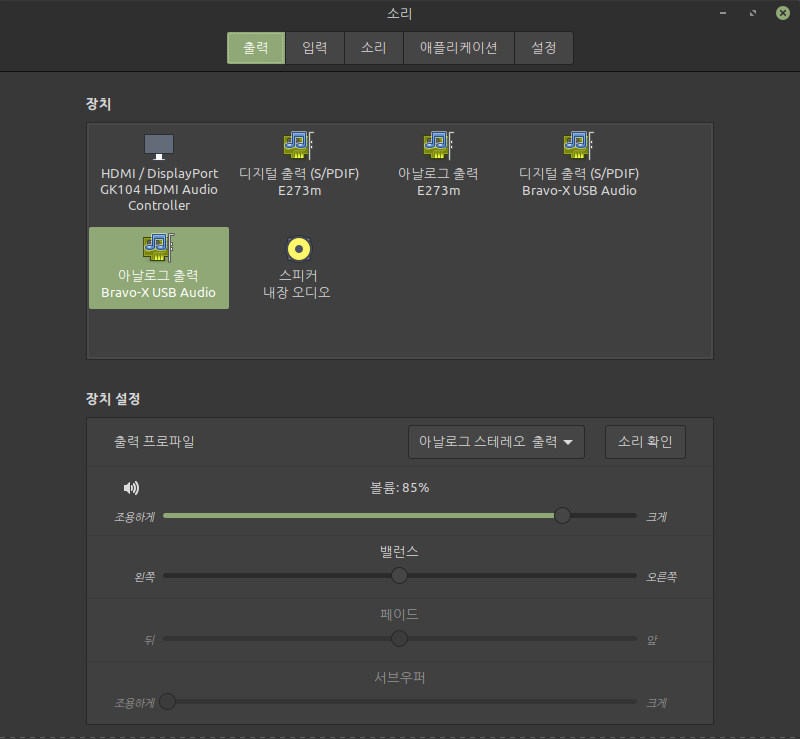 소리
출력 입력 소리 애플리케이션 설정
장치
HDMI / DisplayPort
GK104 HDMI Audio
Controller
디지털 출력 (S/PDIF)
E273m
아날로그 출력
E273m
디지털 출력 (S/PDIF)
Bravo-X USB Audio
아날로그 출력
Bravo-X USB Audio
스피커
내장 오디오
장치 설정
출력 프로파일 아날로그 스테레오 출력 소리 확인
볼륨: 85%
조용하게 크게
밸런스
왼쪽 오른쪽
페이드
뒤 앞
서브우퍼
조용하게 크게